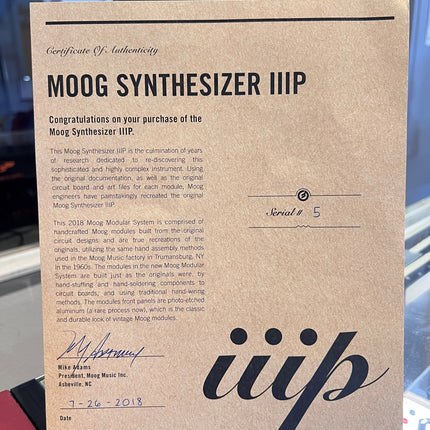 Certificate Of Authenticity
MOOG SYNTHESIZER IIIP
Congratulations on your purchase of the
Moog Synthesizer IIIP.
This Moog Synthesizer IIIP is the culmination of years
of research dedicated to re-discovering this
sophisticated and highly complex instrument. Using
the original documentation, as well as the original
circuit board and art files for each module, Moog
engineers have painstakingly recreated the original
Moog Synthesizer IIIP.
This 2018 Moog Modular System is comprised of
handcrafted Moog modules built from the original
circuit designs and are true recreations of the
originals, utilizing the same hand assembly methods
used in the Moog Music factory in Trumansburg, NY
in the 1960s. The modules in the new Moog Modular
System are built just as the originals were: by
hand-stuffing and hand-soldering components to
circuit boards, and using traditional hand-wiring
methods. The modules front panels are photo-etched
aluminum (a rare process now), which is the classic
and durable look of vintage Moog modules.
Serial # 5
Mike Adams
President, Moog Music Inc.
Asheville, NC
7-26-2018
Date
iiip